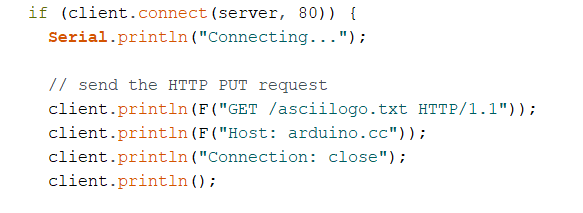 if (client.connect(server, 80)) {
Serial.println("Connecting...");
// send the HTTP PUT request
client.println(F("GET /asciilogo.txt HTTP/1.1"));
client.println(F("Host: arduino.cc"));
client.println("Connection: close");
client.println();